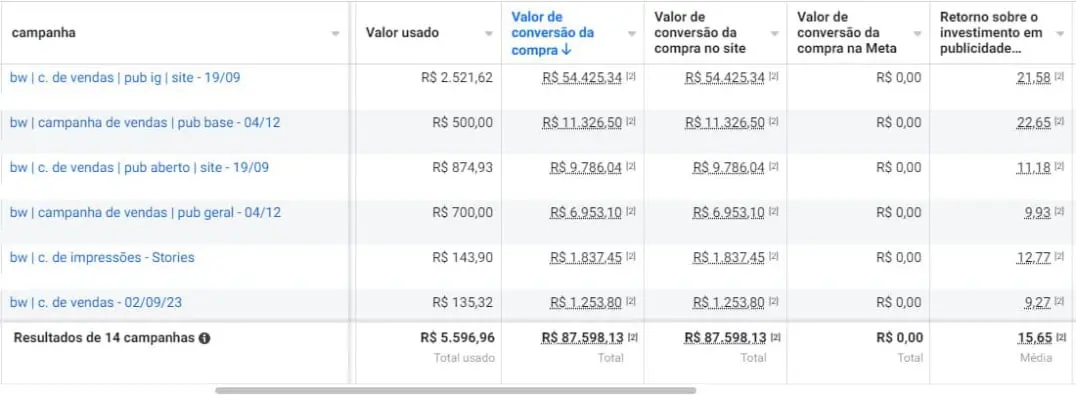 campanha Valor usado Valor de conversão da compra ↓ Valor de conversão da compra no site Valor de conversão da compra na Meta Retorno sobre o investimento em publicidade...
bw | c. de vendas | pub ig | site - 19/09 R$ 2.521,62 R$ 54.425,34 [2] R$ 54.425,34 [2] R$ 0,00 21,58 [2]
bw | campanha de vendas | pub base - 04/12 R$ 500,00 R$ 11.326,50 [2] R$ 11.326,50 [2] R$ 0,00 22,65 [2]
bw | c. de vendas | pub aberto | site - 19/09 R$ 874,93 R$ 9.786,04 [2] R$ 9.786,04 [2] R$ 0,00 11,18 [2]
bw | campanha de vendas | pub geral - 04/12 R$ 700,00 R$ 6.953,10 [2] R$ 6.953,10 [2] R$ 0,00 9,93 [2]
bw | c. de impressões - Stories R$ 143,90 R$ 1.837,45 [2] R$ 1.837,45 [2] R$ 0,00 12,77 [2]
bw | c. de vendas - 02/09/23 R$ 135,32 R$ 1.253,80 [2] R$ 1.253,80 [2] R$ 0,00 9,27 [2]
Resultados de 14 campanhas R$ 5.596,96 R$ 87.598,13 [2] R$ 87.598,13 [2] R$ 0,00 15,65 [2]
Total usado Total Total Total Média